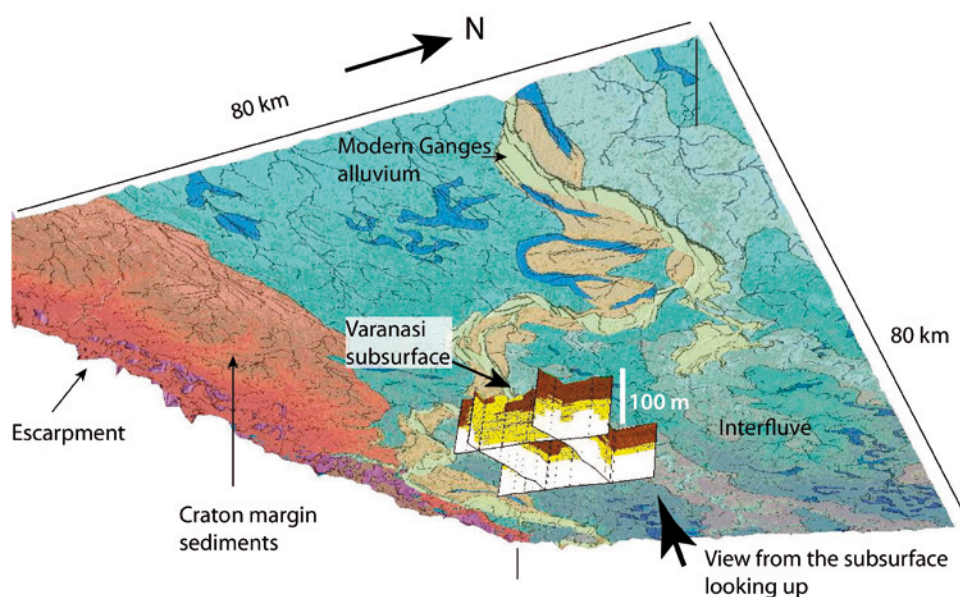 N
80 km
Modern Ganges
alluvium
Varanasi
subsurface
80 km
100 m
Interfluve
Escarpment
Craton margin
sediments
View from the subsurface
looking up